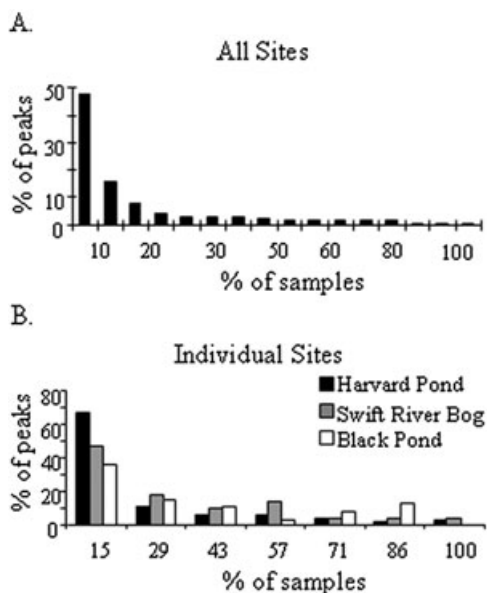 A.
All Sites
% of peaks
50
30
10
0
10 20 30 50 60 80 100
% of samples
B.
Individual Sites
Harvard Pond
Swift River Bog
Black Pond
% of peaks
80
60
40
20
0
15 29 43 57 71 86 100
% of samples